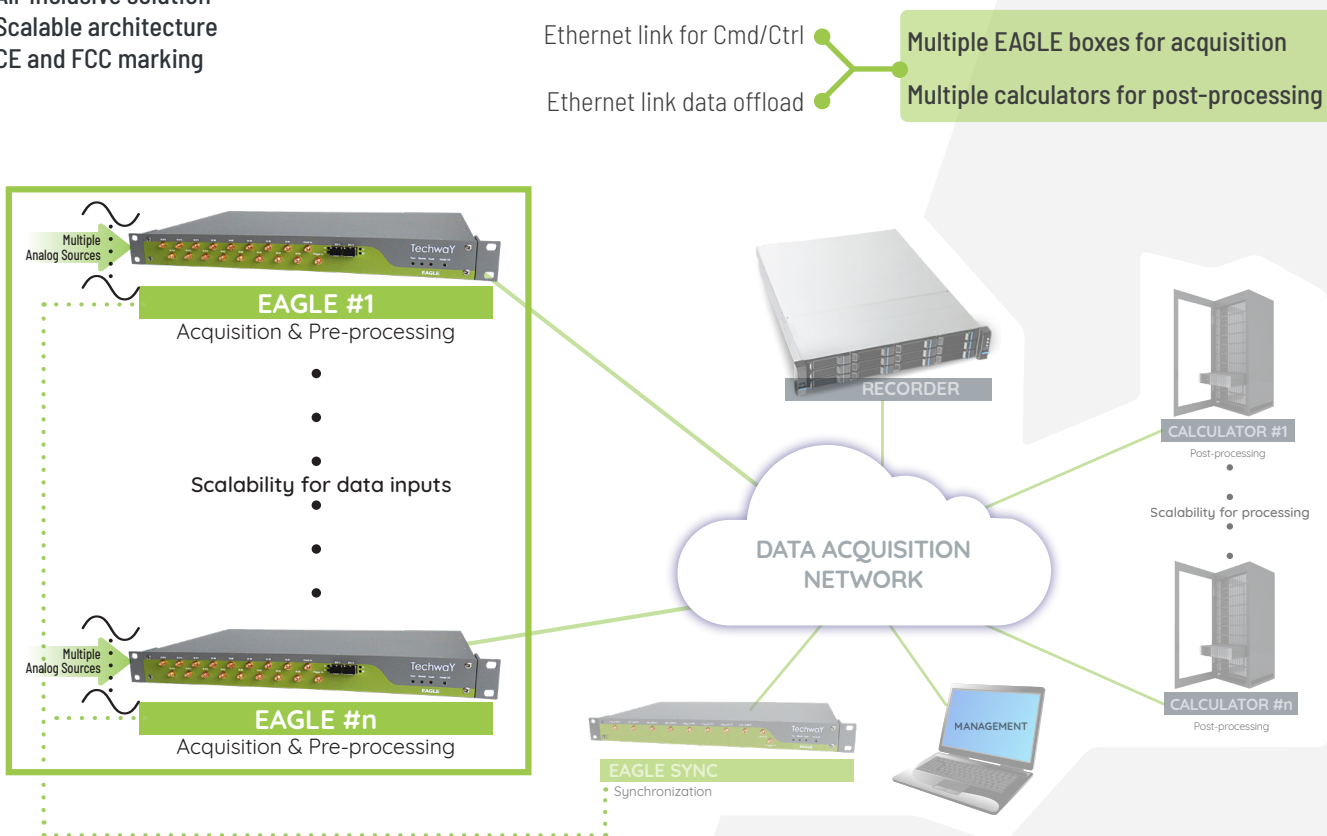 Scalable architecture
CE and FCC marking
Ethernet link for Cmd/Ctrl
Ethernet link data offload
Multiple EAGLE boxes for acquisition
Multiple calculators for post-processing
Multiple
Analog Sources
TechwaY
EAGLE
EAGLE #1
Acquisition & Pre-processing
Scalability for data inputs
Multiple
Analog Sources
TechwaY
EAGLE
EAGLE #n
Acquisition & Pre-processing
RECORDER
DATA ACQUISITION
NETWORK
CALCULATOR #1
Post-processing
Scalability for processing
CALCULATOR #n
Post-processing
TechwaY
EAGLE
EAGLE SYNC
Synchronization
MANAGEMENT